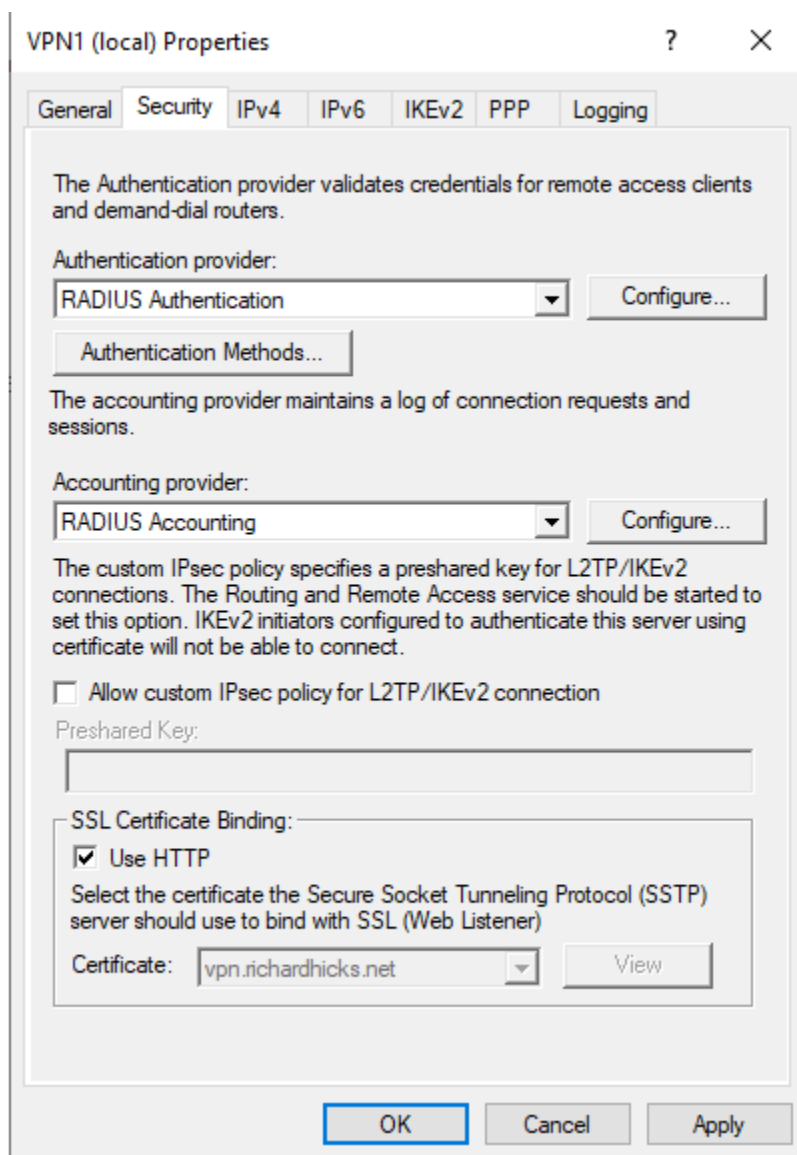 VPN1 (local) Properties
?
General Security IPv4 IPv6 IKEv2 PPP Logging
The Authentication provider validates credentials for remote access clients
and demand-dial routers.
Authentication provider:
RADIUS Authentication
Configure...
Authentication Methods...
The accounting provider maintains a log of connection requests and
sessions.
Accounting provider:
RADIUS Accounting
Configure...
The custom IPsec policy specifies a preshared key for L2TP/IKEv2
connections. The Routing and Remote Access service should be started to
set this option. IKEv2 initiators configured to authenticate this server using
certificate will not be able to connect.
Allow custom IPsec policy for L2TP/IKEv2 connection
Preshared Key:
SSL Certificate Binding:
Use HTTP
Select the certificate the Secure Socket Tunneling Protocol (SSTP)
server should use to bind with SSL (Web Listener)
Certificate: vpn.richardhicks.net View
OK Cancel Apply